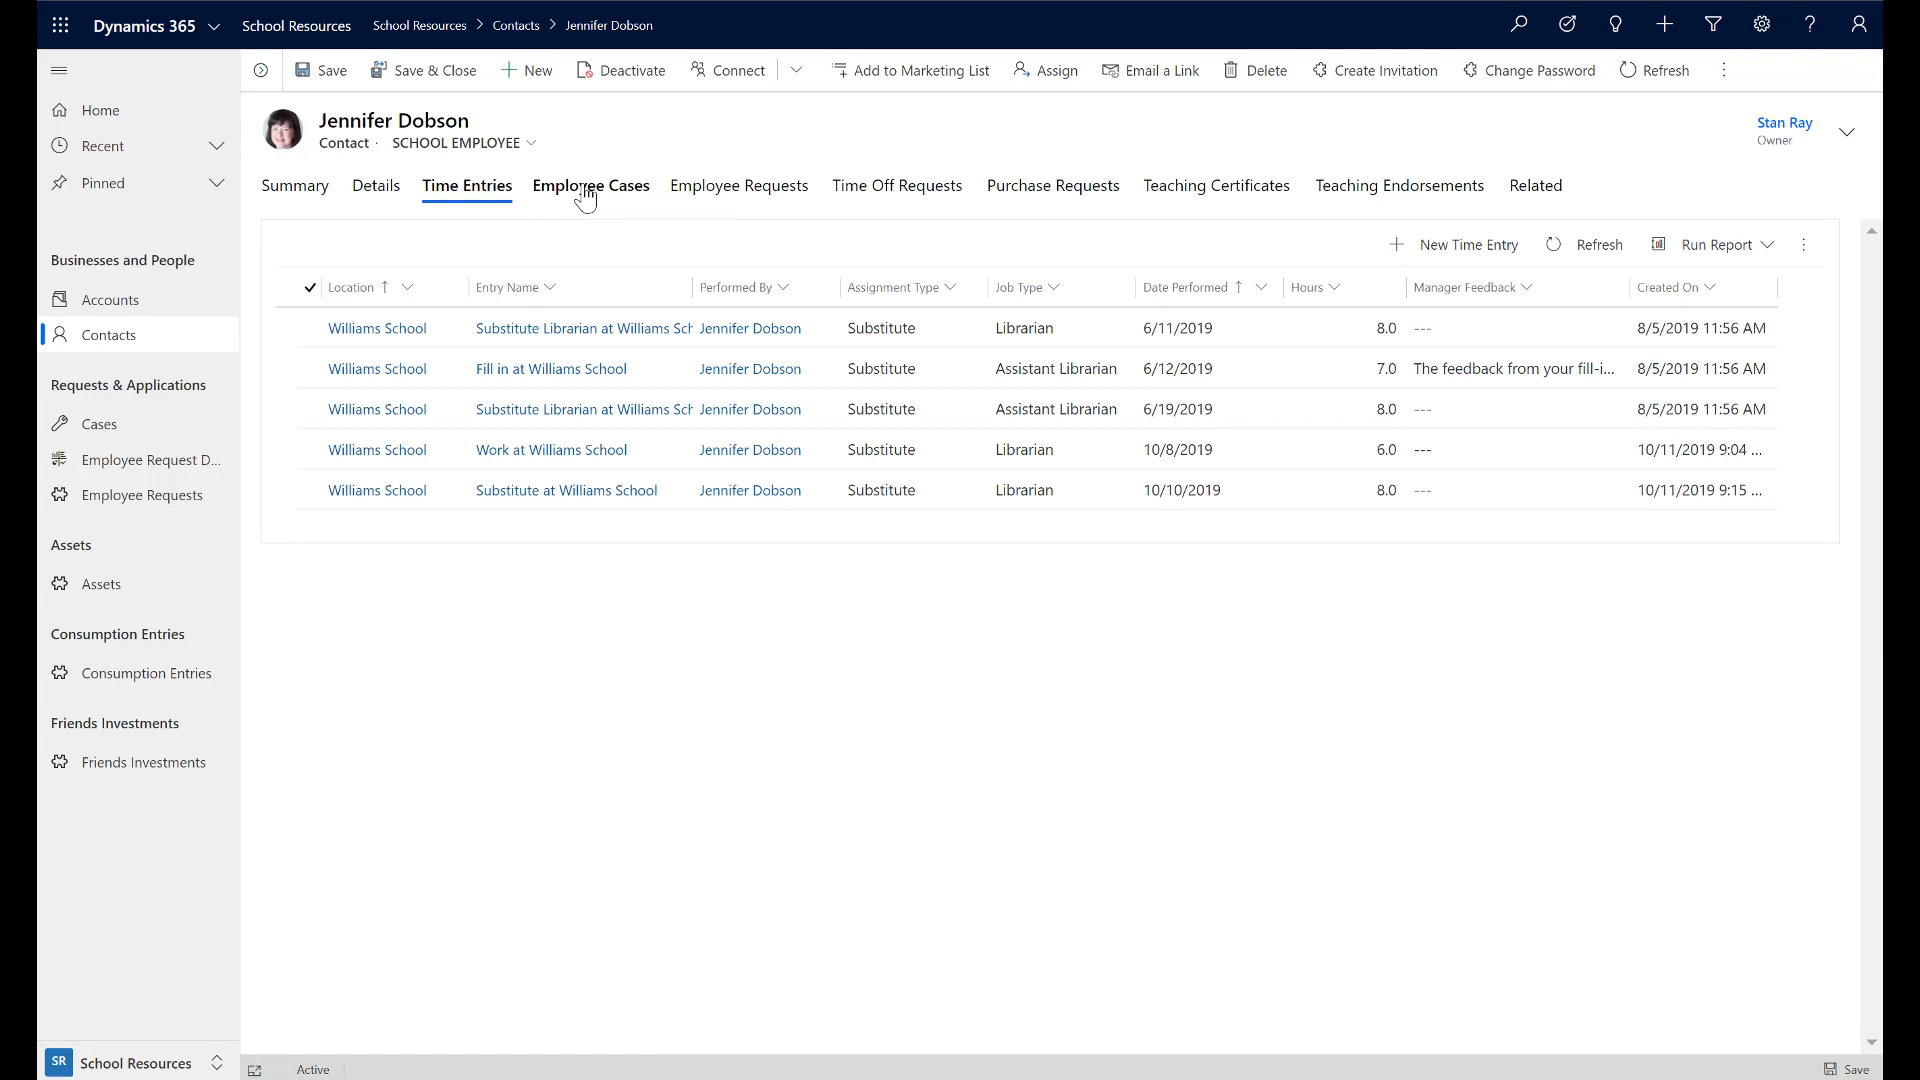 Dynamics 365 School Resources School Resources > Contacts > Jennifer Dobson
Save Save & Close New Deactivate Connect Add to Marketing List Assign Email a Link Delete Create Invitation Change Password Refresh
Home
Recent
Pinned
Businesses and People
Accounts
Contacts
Requests & Applications
Cases
Employee Request D...
Employee Requests
Assets
Assets
Consumption Entries
Consumption Entries
Friends Investments
Friends Investments
SR School Resources
Jennifer Dobson
Contact · SCHOOL EMPLOYEE
Stan Ray
Owner
Summary Details Time Entries Employee Cases Employee Requests Time Off Requests Purchase Requests Teaching Certificates Teaching Endorsements Related
New Time Entry Refresh Run Report
Location Entry Name Performed By Assignment Type Job Type Date Performed Hours Manager Feedback Created On
Williams School Substitute Librarian at Williams Sch Jennifer Dobson Substitute Librarian 6/11/2019 8.0 --- 8/5/2019 11:56 AM
Williams School Fill in at Williams School Jennifer Dobson Substitute Assistant Librarian 6/12/2019 7.0 The feedback from your fill-i... 8/5/2019 11:56 AM
Williams School Substitute Librarian at Williams Sch Jennifer Dobson Substitute Assistant Librarian 6/19/2019 8.0 --- 8/5/2019 11:56 AM
Williams School Work at Williams School Jennifer Dobson Substitute Librarian 10/8/2019 6.0 --- 10/11/2019 9:04 ...
Williams School Substitute at Williams School Jennifer Dobson Substitute Librarian 10/10/2019 8.0 --- 10/11/2019 9:15 ...
Active Save